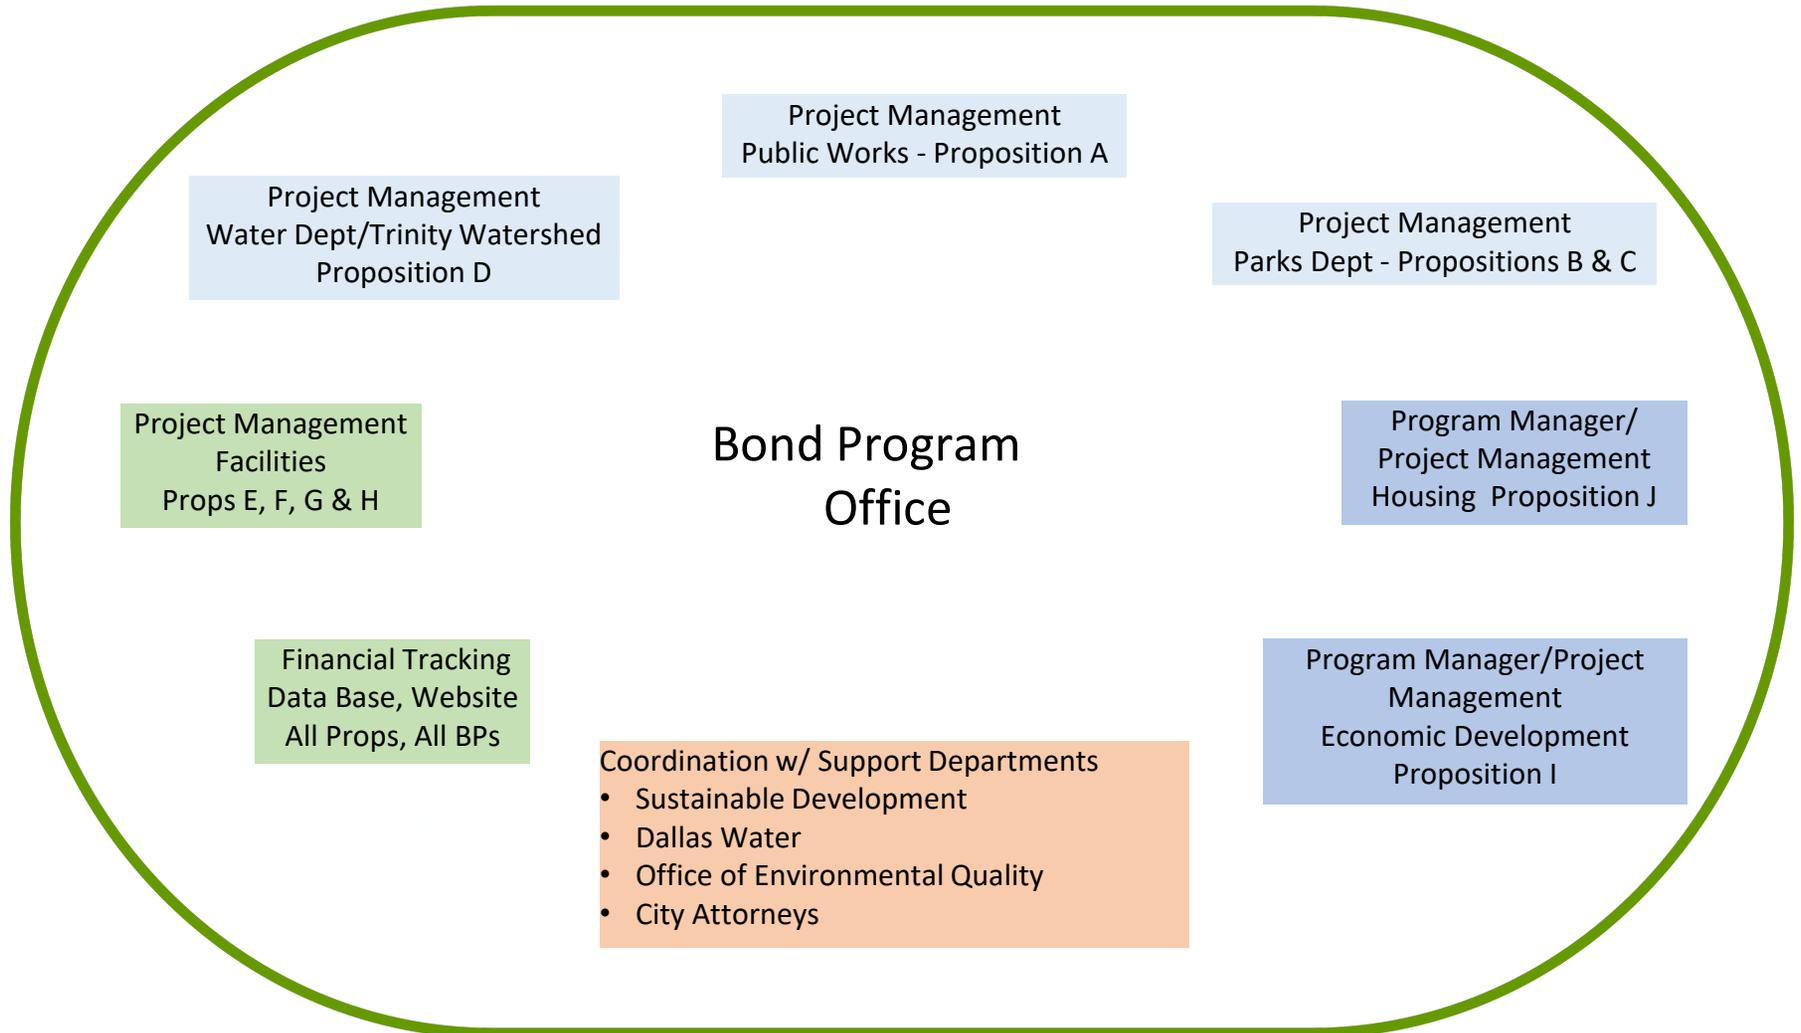 Project Management
Public Works - Proposition A
Project Management
Water Dept/Trinity Watershed
Proposition D
Project Management
Parks Dept - Propositions B & C
Project Management
Facilities
Props E, F, G & H
Bond Program
Office
Program Manager/
Project Management
Housing  Proposition J
Financial Tracking
Data Base, Website
All Props, All BPs
Program Manager/Project
Management
Economic Development
Proposition I
Coordination w/ Support Departments
• Sustainable Development
• Dallas Water
• Office of Environmental Quality
• City Attorneys